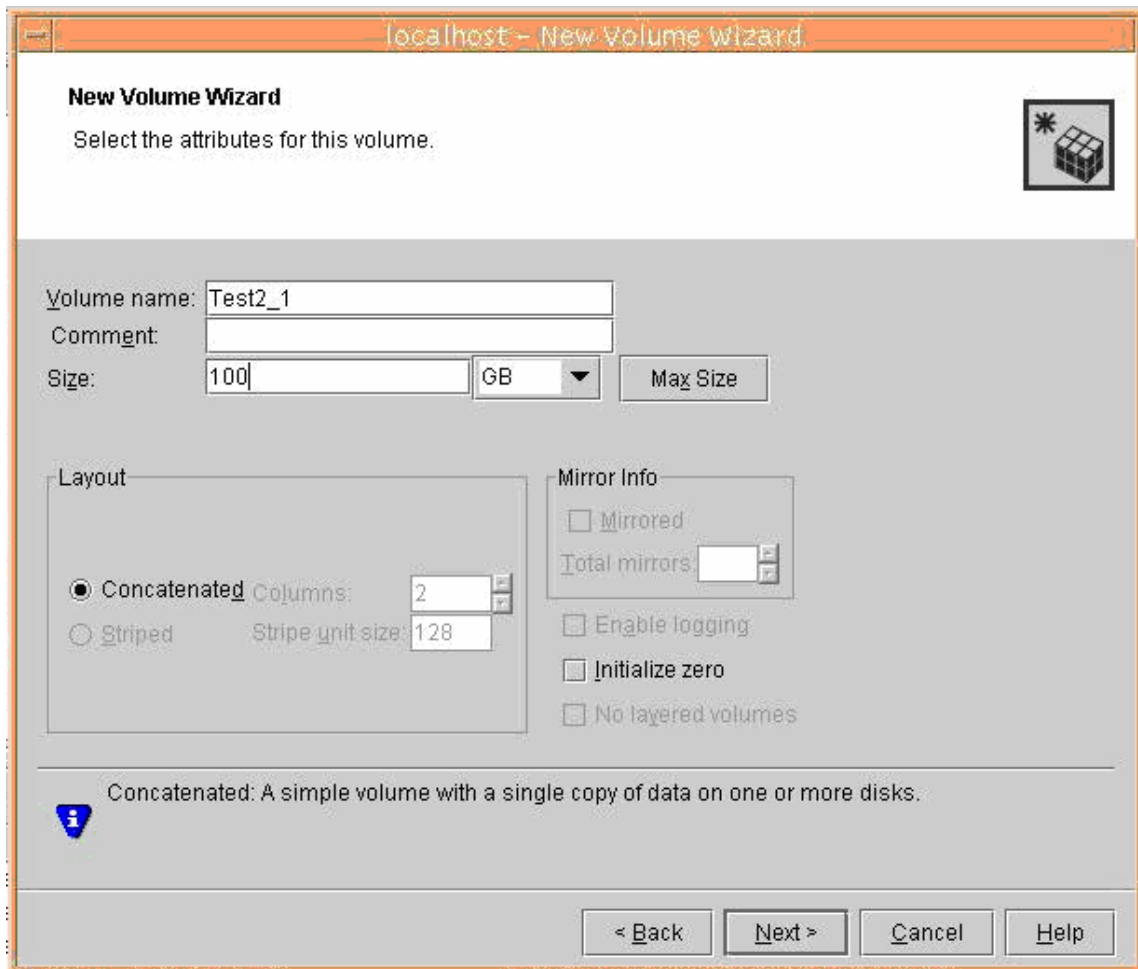 localhost - New Volume Wizard
New Volume Wizard
Select the attributes for this volume.
Volume name: Test2_1
Comment:
Size: 100 GB Max Size
Layout
Concatenated Columns: 2
Striped Stripe unit size: 128
Mirror Info
Mirrored
Total mirrors:
Enable logging
Initialize zero
No layered volumes
Concatenated: A simple volume with a single copy of data on one or more disks.
< Back Next > Cancel Help